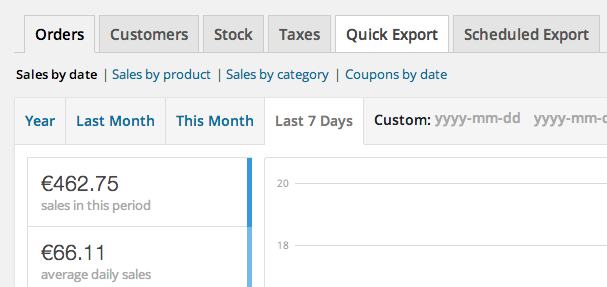 Orders Customers Stock Taxes Quick Export Scheduled Export
Sales by date | Sales by product | Sales by category | Coupons by date
Year Last Month This Month Last 7 Days Custom: yyyy-mm-dd yyyy-mm-d
€462.75
sales in this period
€66.11
average daily sales
20
18